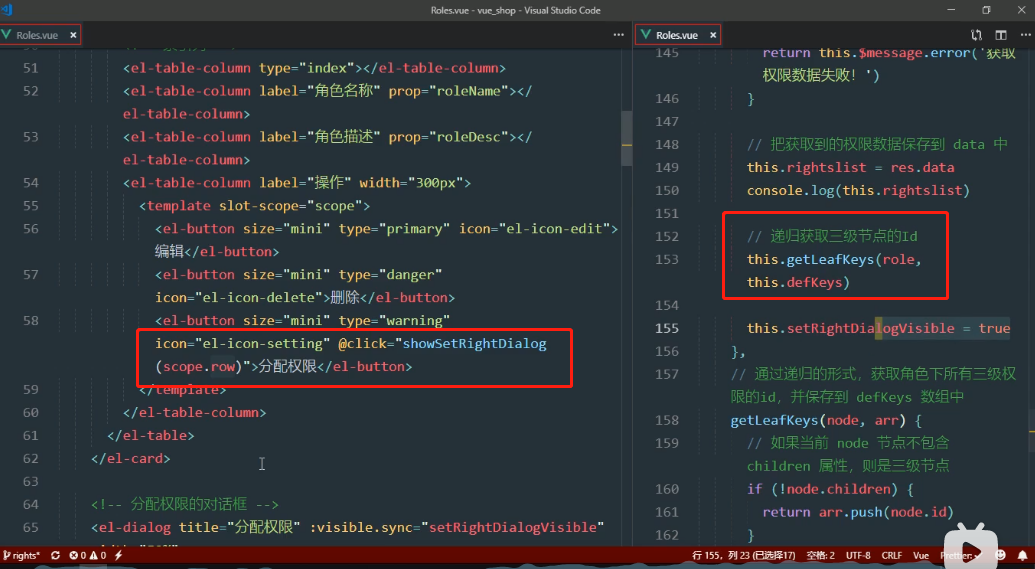 Roles.vue - vue_shop - Visual Studio Code
Roles.vue ×
51 <el-table-column type="index"></el-table-column>
52 <el-table-column label="角色名称" prop="roleName"></
el-table-column>
53 <el-table-column label="角色描述" prop="roleDesc"></
el-table-column>
54 <el-table-column label="操作" width="300px">
55 <template slot-scope="scope">
56 <el-button size="mini" type="primary" icon="el-icon-edit">
编辑</el-button>
57 <el-button size="mini" type="danger"
icon="el-icon-delete">删除</el-button>
58 <el-button size="mini" type="warning"
icon="el-icon-setting" @click="showSetRightDialog
(scope.row)">分配权限</el-button>
59 </template>
60 </el-table-column>
61 </el-table>
62 </el-card>
63
64 <!-- 分配权限的对话框 -->
65 <el-dialog title="分配权限" :visible.sync="setRightDialogVisible"
Roles.vue ×
145 return this.$message.error('获取
权限数据失败！')
146 }
147
148 // 把获取到的权限数据保存到 data 中
149 this.rightslist = res.data
150 console.log(this.rightslist)
151
152 // 递归获取三级节点的Id
153 this.getLeafKeys(role,
this.defKeys)
154
155 this.setRightDialogVisible = true
156 },
157 // 通过递归的形式，获取角色下所有三级权
限的id，并保存到 defKeys 数组中
158 getLeafKeys(node, arr) {
159 // 如果当前 node 节点不包含
children 属性，则是三级节点
160 if (!node.children) {
161 return arr.push(node.id)
162 }
rights* 0 0 行 155，列 23 (已选择17) 空格: 2 UTF-8 CRLF Vue Prettier: ✓